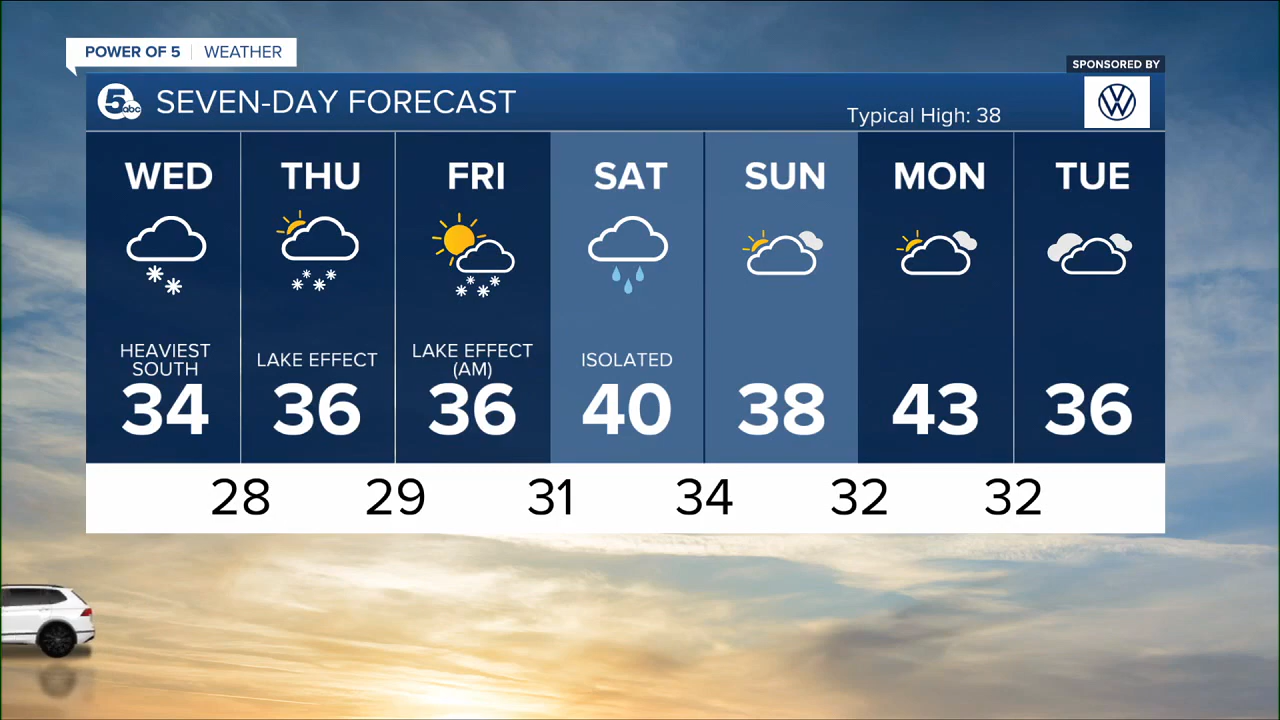 POWER OF 5 | WEATHER
SPONSORED BY
5 abc SEVEN-DAY FORECAST
Typical High: 38
WED THU FRI SAT SUN MON TUE
HEAVIEST SOUTH
LAKE EFFECT
LAKE EFFECT (AM)
ISOLATED
34 36 36 40 38 43 36
28 29 31 34 32 32